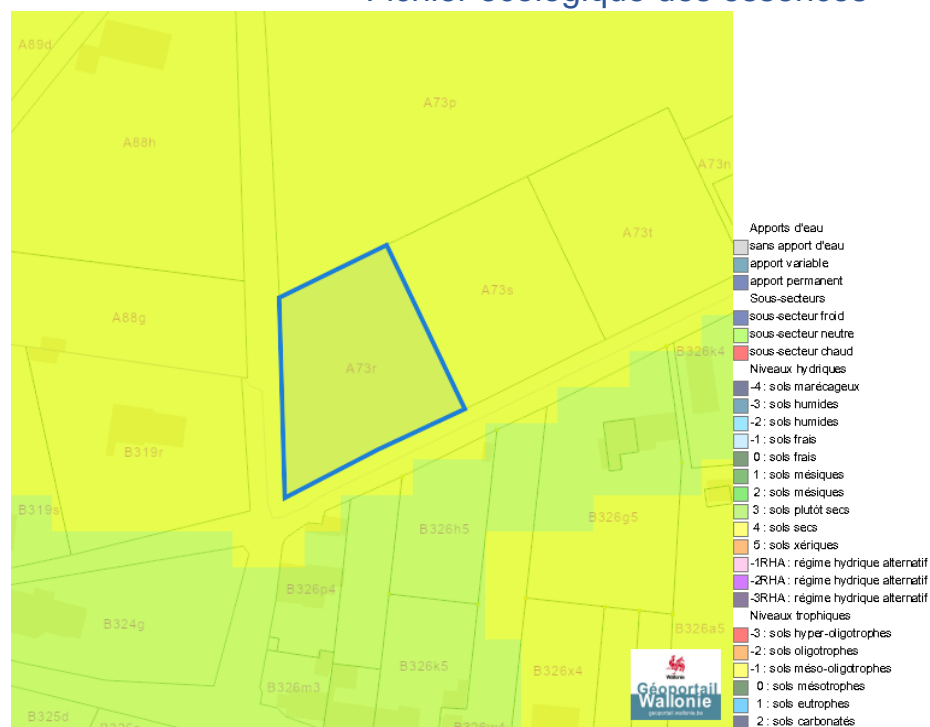 Fichier écologique des essences
A89d
A73p
A88h
A73n
A73t
A73s
A88g
A73r
B326k4
B319r
B319s
B326h5
B326g5
B326p4
B324g
B326a5
B326k5
B326x4
B326m3
B325d
B326w4
Wallonie
Géoportail
Wallonie
geoportail.wallonie.be
Apports d'eau
sans apport d'eau
apport variable
apport permanent
Sous-secteurs
sous-secteur froid
sous-secteur neutre
sous-secteur chaud
Niveaux hydriques
-4 : sols marécageux
-3 : sols humides
-2 : sols humides
-1 : sols frais
0 : sols frais
1 : sols mésiques
2 : sols mésiques
3 : sols plutôt secs
4 : sols secs
5 : sols xériques
-1RHA : régime hydrique alternatif
-2RHA : régime hydrique alternatif
-3RHA : régime hydrique alternatif
Niveaux trophiques
-3 : sols hyper-oligotrophes
-2 : sols oligotrophes
-1 : sols méso-oligotrophes
0 : sols mésotrophes
1 : sols eutrophes
2 : sols carbonatés